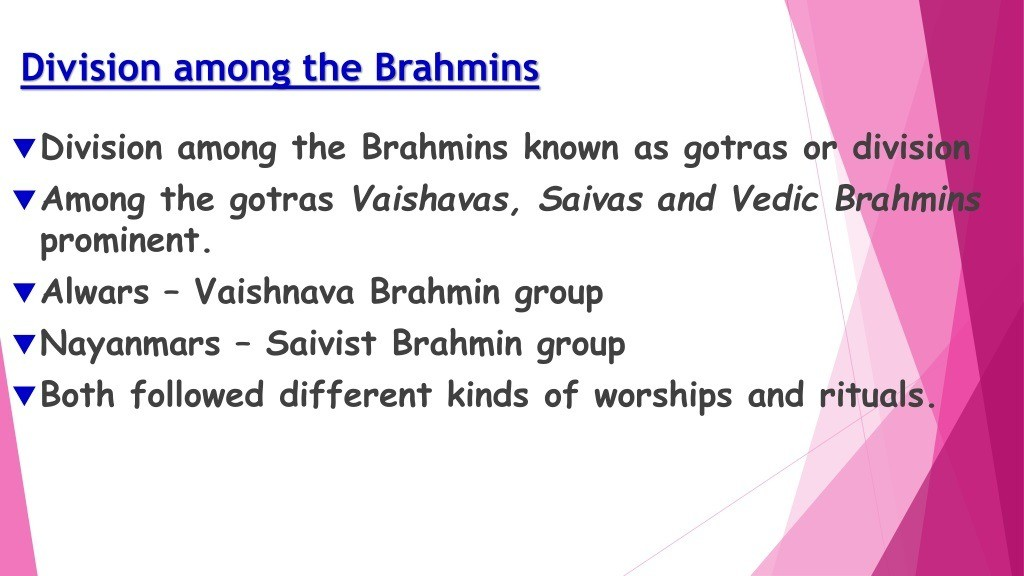 Division among the Brahmins
▼Division among the Brahmins known as gotras or division
▼Among the gotras Vaishavas, Saivas and Vedic Brahmins
prominent.
▼Alwars – Vaishnava Brahmin group
▼Nayanmars – Saivist Brahmin group
▼Both followed different kinds of worships and rituals.